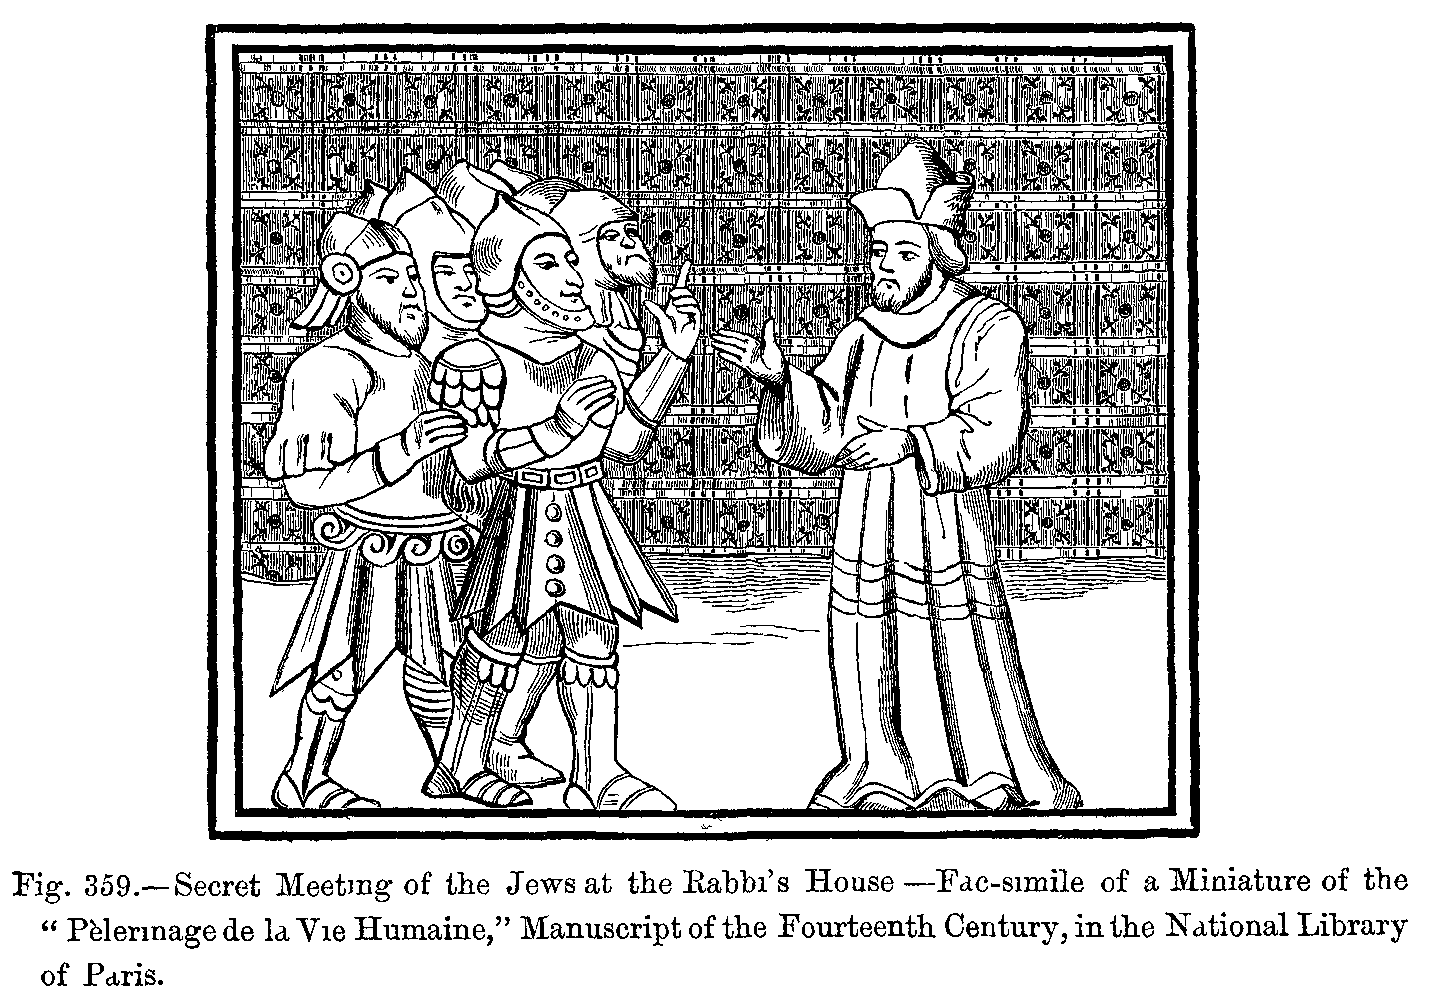 Fig. 359.—Secret Meeting of the Jews at the Rabbi's House —Fac-simile of a Miniature of the
“ Pèlerinage de la Vie Humaine,” Manuscript of the Fourteenth Century, in the National Library
of Paris.